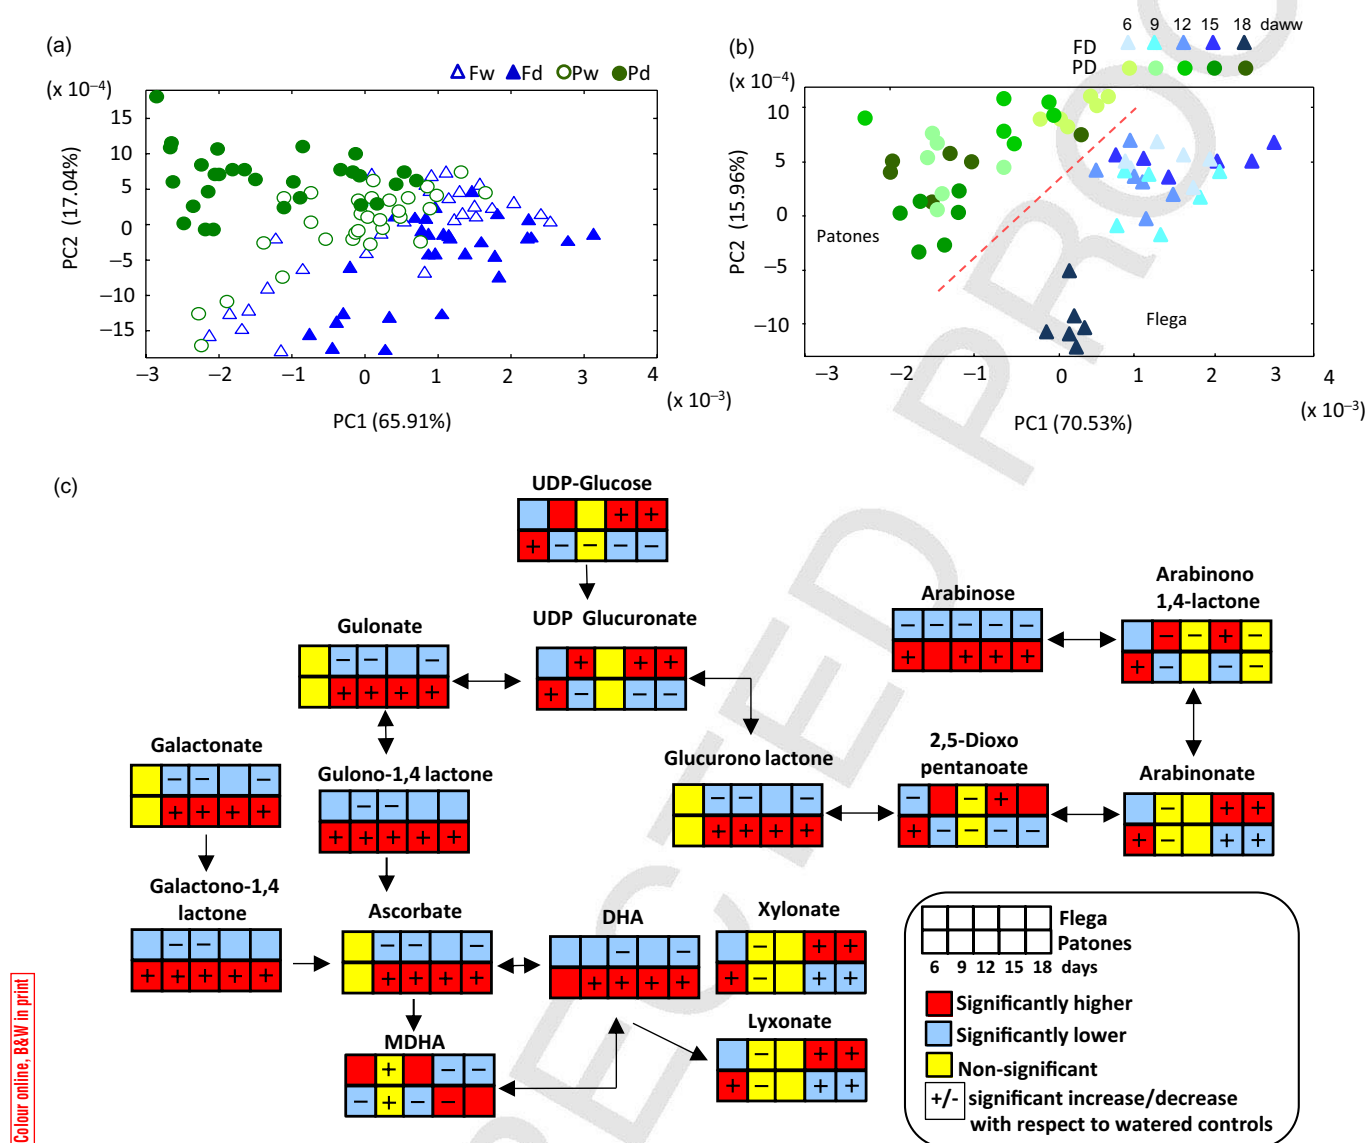 (a)
Fw Fd Pw Pd
(x 10⁻⁴)
15
10
5
0
−5
−10
−15
PC2 (17.04%)
−3 −2 −1 0 1 2 3 4
(x 10⁻³)
PC1 (65.91%)
(b)
6 9 12 15 18 daww
FD
PD
(x 10⁻⁴)
10
5
0
−5
−10
PC2 (15.96%)
Patones
Flega
−3 −2 −1 0 1 2 3 4
(x 10⁻³)
PC1 (70.53%)
(c)
UDP-Glucose
+ +
+ − − − −
UDP Glucuronate
+ + +
+ − − −
Gulonate
− − −
+ + + +
Arabinose
− − − − −
+ + + +
Arabinono
1,4-lactone
− − + −
+ − − −
Galactonate
− − −
+ + + +
Gulono-1,4 lactone
− −
+ + + + +
Glucurono lactone
− − −
+ + + +
2,5-Dioxo
pentanoate
− − +
+ − − − −
Arabinonate
− + +
+ − + +
Galactono-1,4
lactone
−
+ + + + +
Ascorbate
− − −
+ + + +
DHA
− −
+ + + +
Xylonate
− + +
+ − + +
MDHA
+ − −
− + −
Lyxonate
− + +
+ − + +
Flega
Patones
6 9 12 15 18 days
Significantly higher
Significantly lower
Non-significant
+/- significant increase/decrease
with respect to watered controls
Colour online, B&W in print